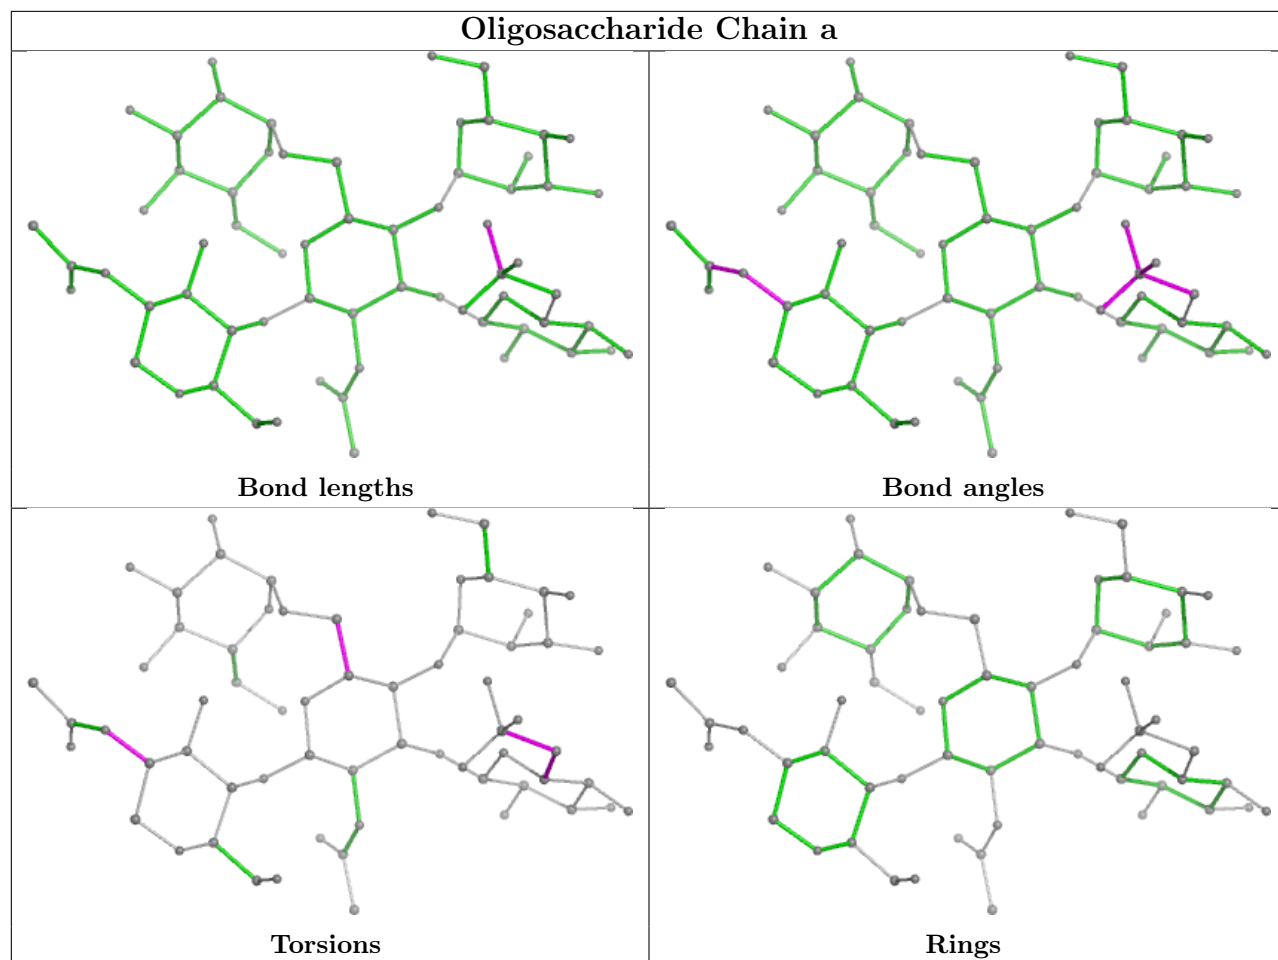 Oligosaccharide Chain a
Bond lengths
Bond angles
Torsions
Rings